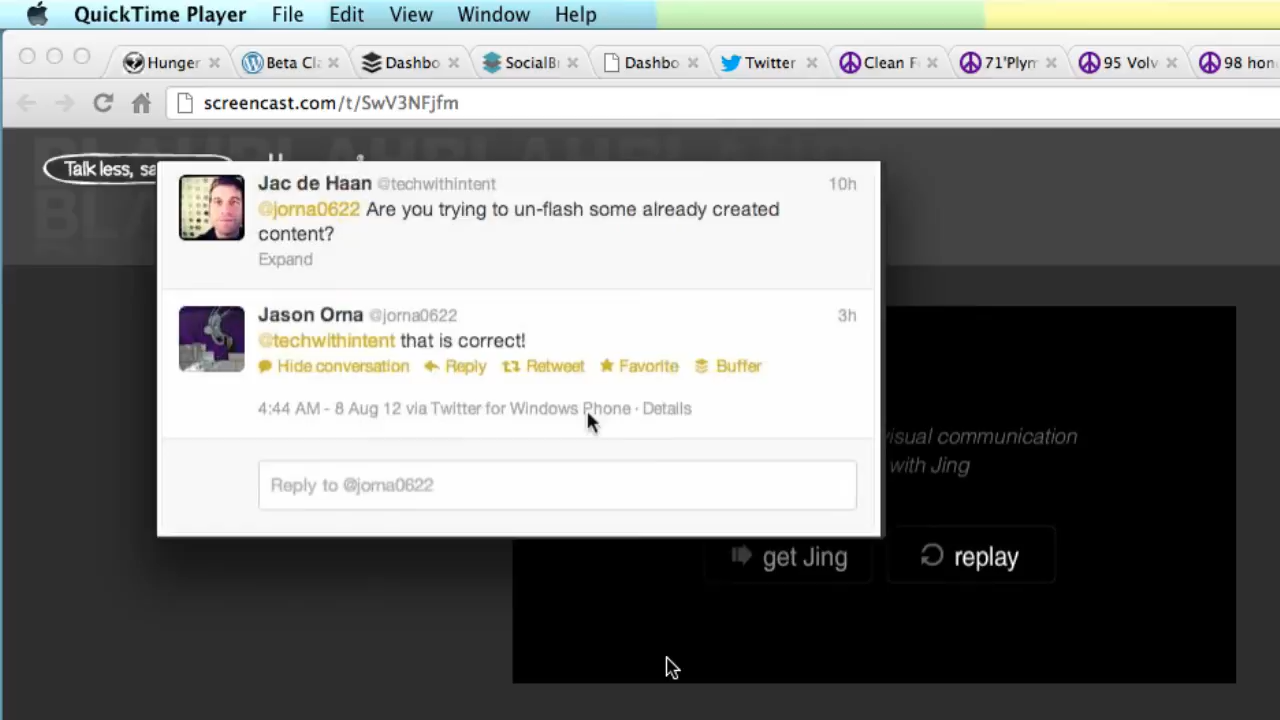 QuickTime Player File Edit View Window Help
Hunger Beta Cla Dashbo SocialB Dashbo Twitter Clean F 71'Plym 95 Volv 98 hon
screencast.com/t/SwV3NFjfm
Talk less, sa
Jac de Haan @techwithintent 10h
@jorna0622 Are you trying to un-flash some already created
content?
Expand
Jason Orna @jorna0622 3h
@techwithintent that is correct!
Hide conversation Reply Retweet Favorite Buffer
4:44 AM - 8 Aug 12 via Twitter for Windows Phone · Details
Reply to @jorna0622
visual communication
with Jing
get Jing replay